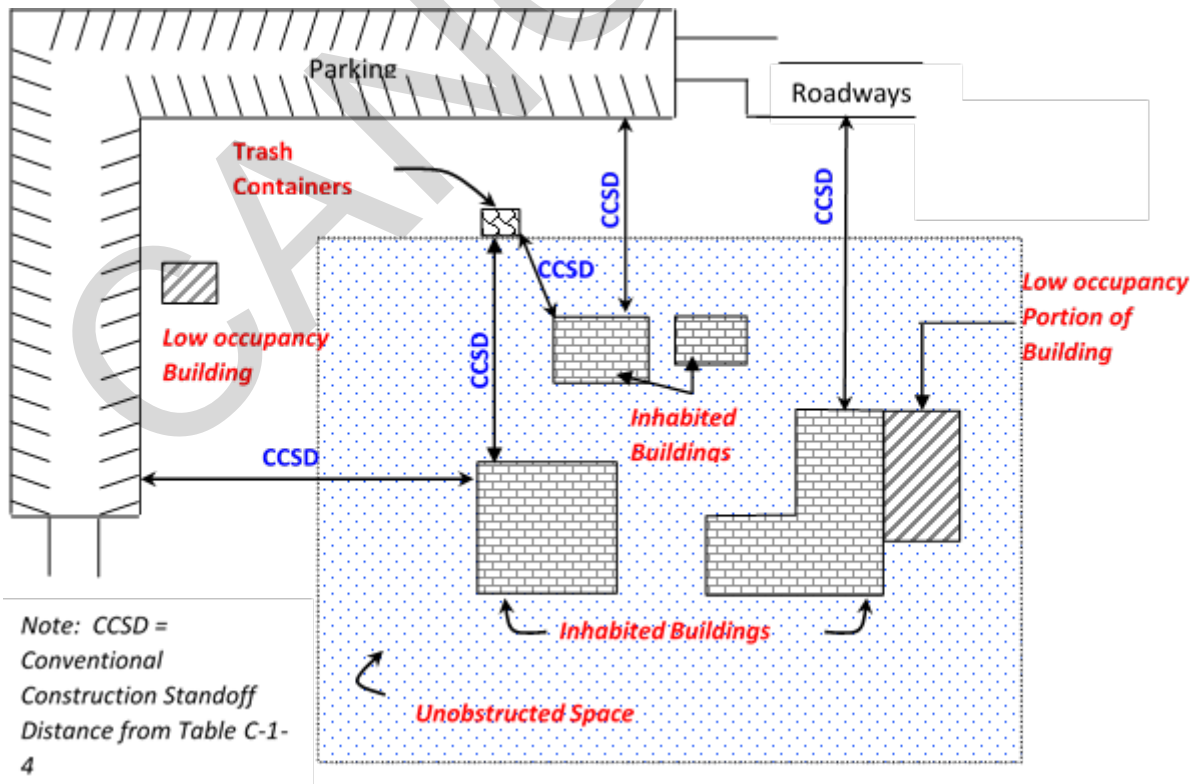 Parking
Roadways
Trash
Containers
CCSD
CCSD
CCSD
CCSD
CCSD
Low occupancy
Building
Low occupancy
Portion of
Building
Inhabited
Buildings
Inhabited Buildings
Unobstructed Space
Note: CCSD =
Conventional
Construction Standoff
Distance from Table C-1-
4